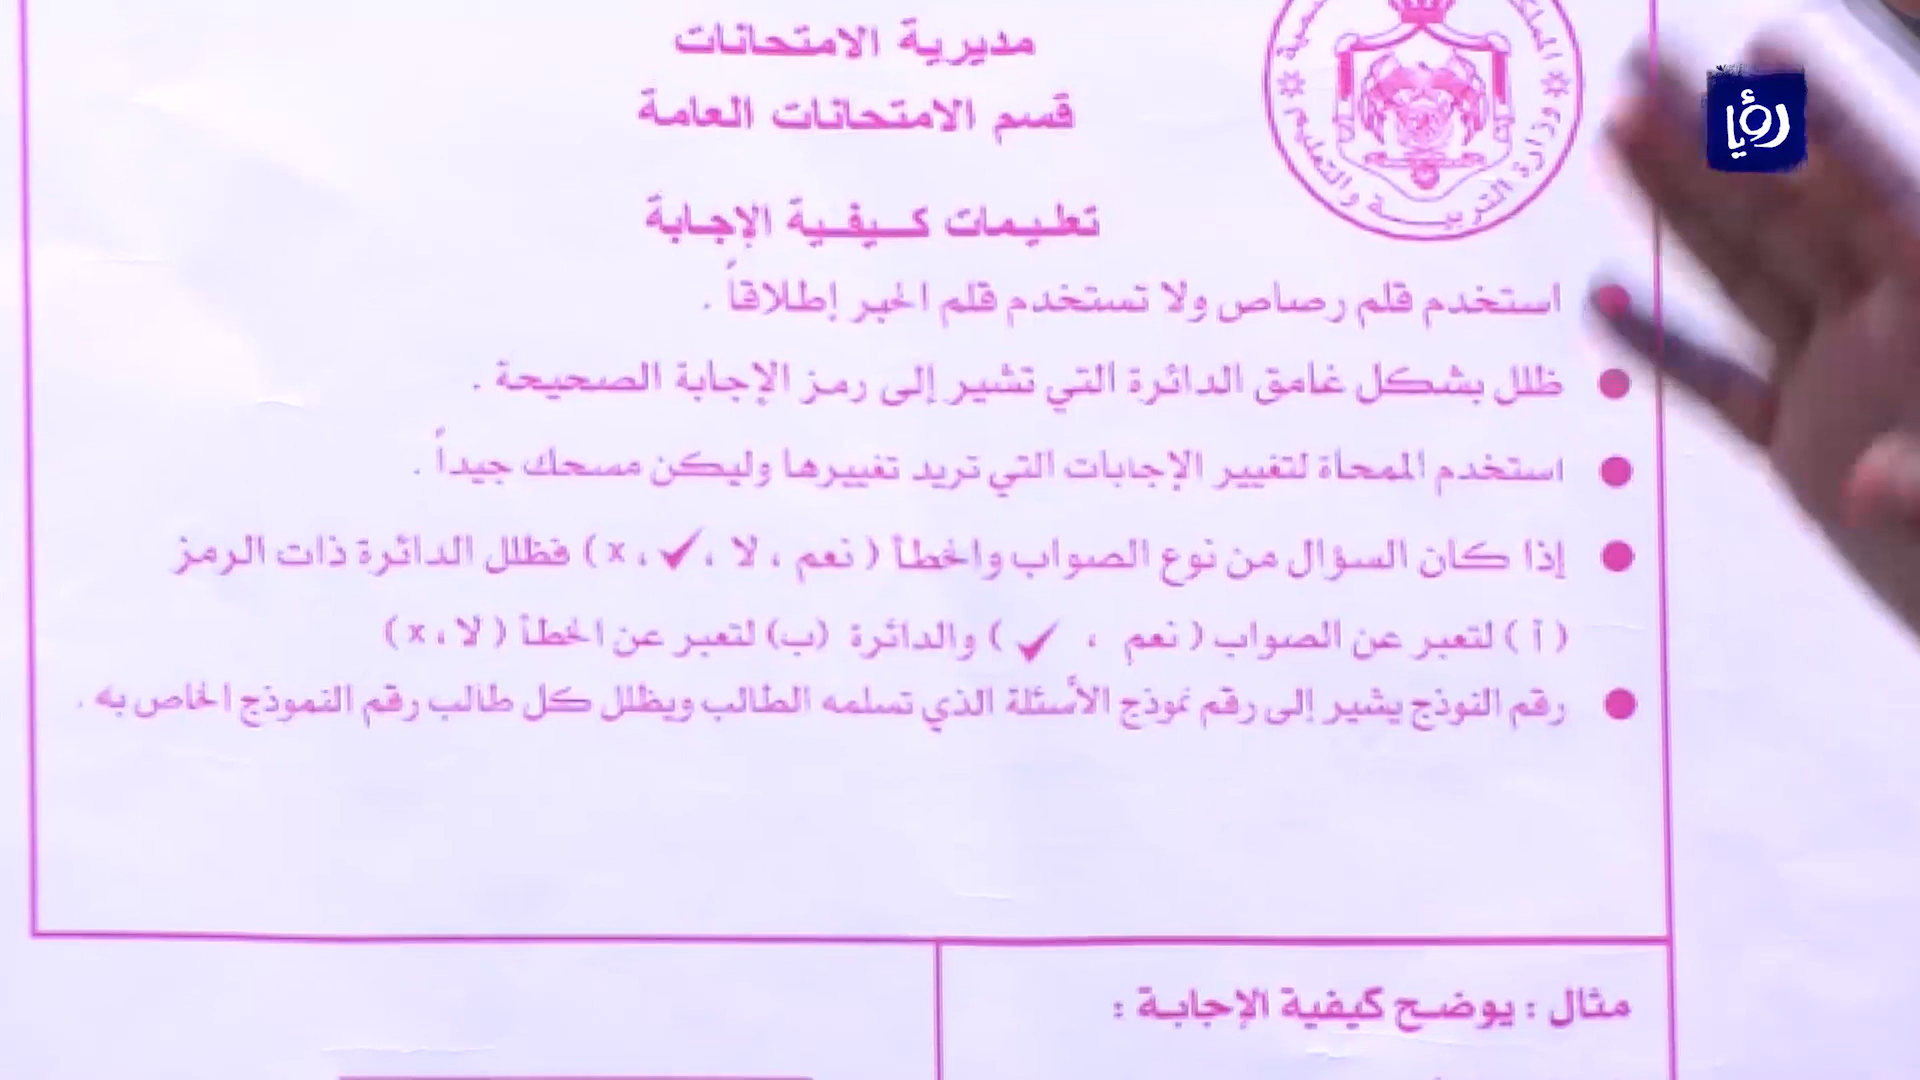 مديرية الامتحانات
قسم الامتحانات العامة
وزارة التربيـــة والتعليم
رؤيا
تعليمات كيفية الإجابة
استخدم قلم رصاص ولا تستخدم قلم الحبر إطلاقاً .
ظلل بشكل غامق الدائرة التي تشير إلى رمز الإجابة الصحيحة .
استخدم الممحاة لتغيير الإجابات التي تريد تغييرها وليكن مسحك جيداً .
إذا كان السؤال من نوع الصواب والخطأ ( نعم ، لا ، ✓ ، x ) فظلل الدائرة ذات الرمز
( أ ) لتعبر عن الصواب ( نعم ، ✓ ) والدائرة (ب) لتعبر عن الخطأ ( لا ، x )
رقم النوذج يشير إلى رقم نموذج الأسئلة الذي تسلمه الطالب ويظلل كل طالب رقم النموذج الخاص به .
مثال : يوضح كيفية الإجابة :